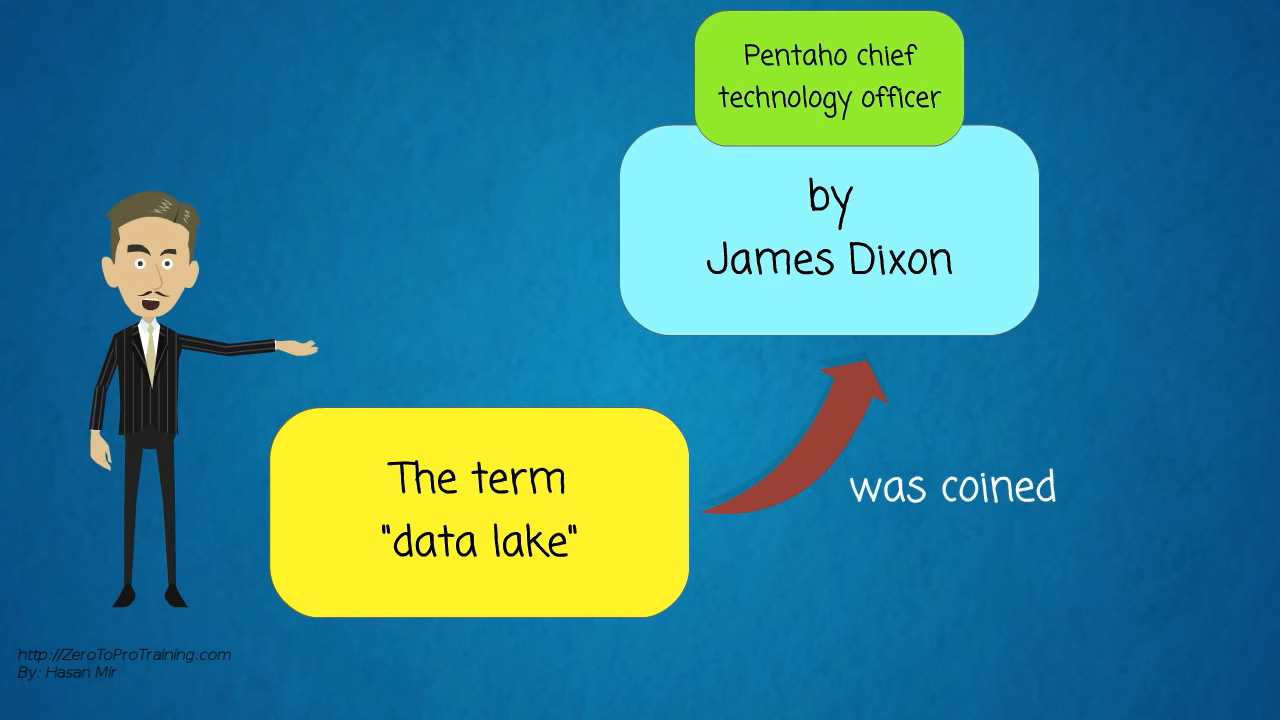 Pentaho chief
technology officer
by
James Dixon
The term
"data lake"
was coined
http://ZeroToProTraining.com
By: Hasan Mir